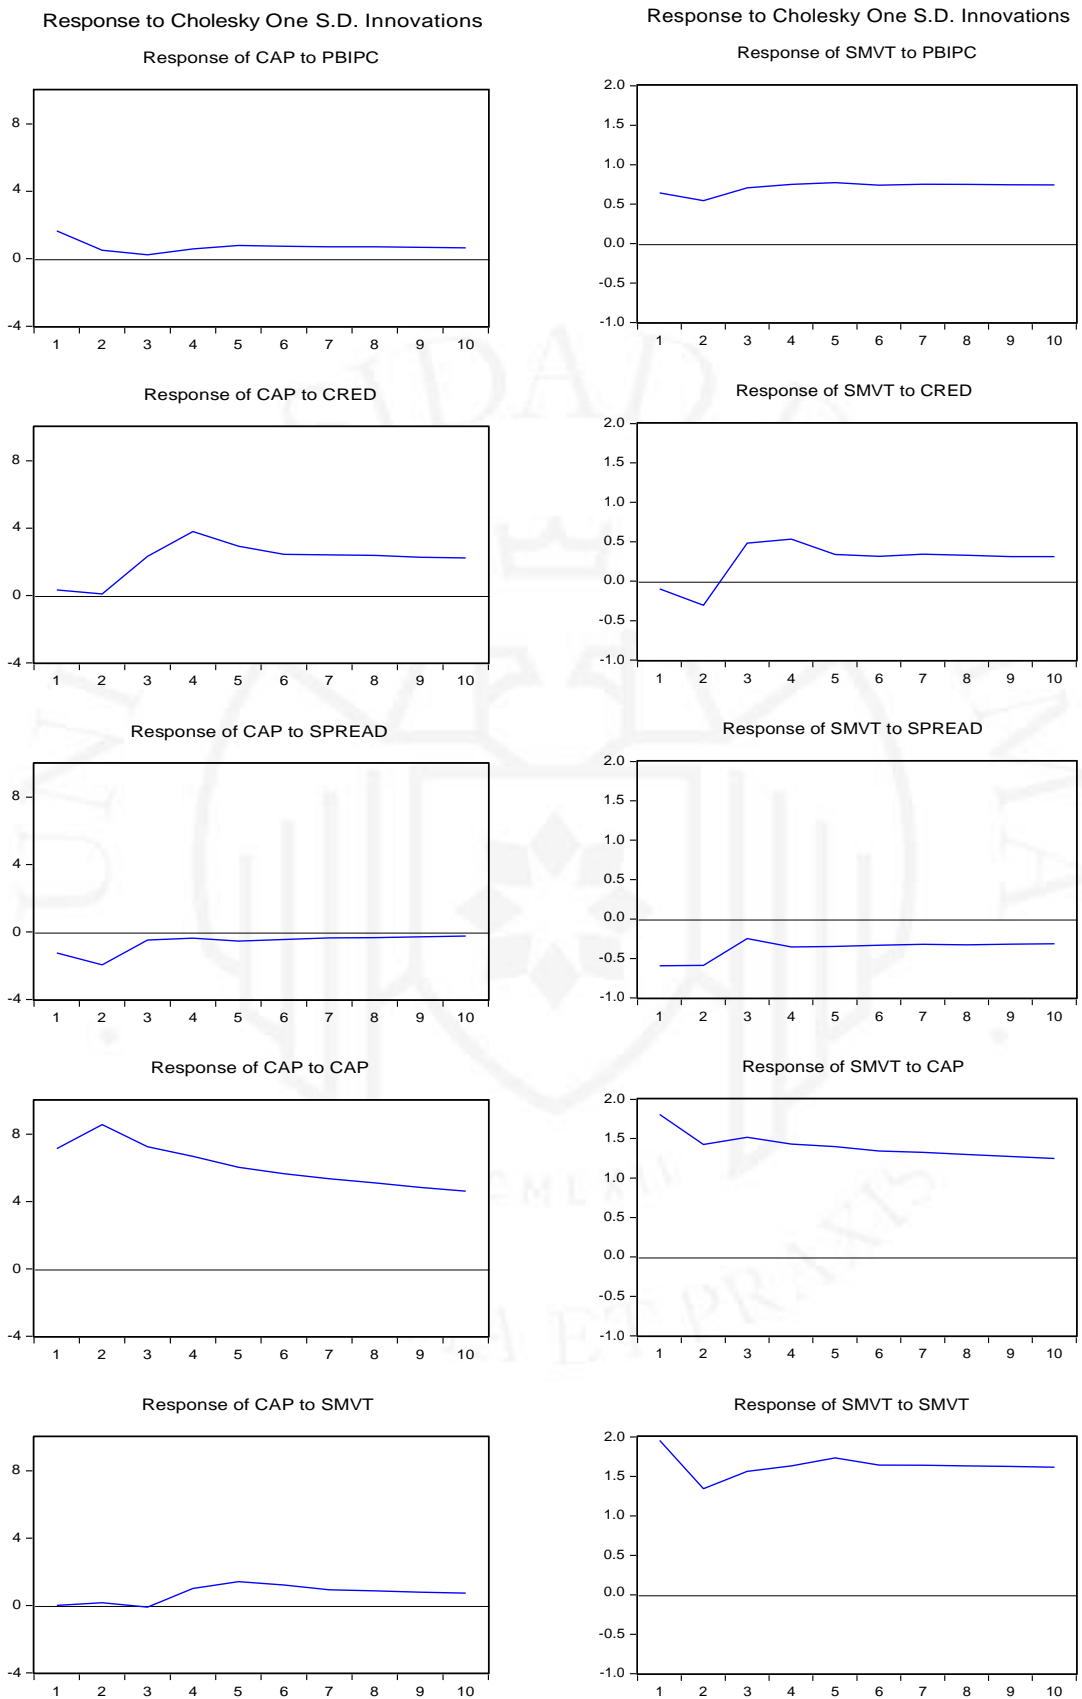 Response to Cholesky One S.D. Innovations
Response of CAP to PBIPC
8
4
0
-4
1 2 3 4 5 6 7 8 9 10
Response of CAP to CRED
8
4
0
-4
1 2 3 4 5 6 7 8 9 10
Response of CAP to SPREAD
8
4
0
-4
1 2 3 4 5 6 7 8 9 10
Response of CAP to CAP
8
4
0
-4
1 2 3 4 5 6 7 8 9 10
Response of CAP to SMVT
8
4
0
-4
1 2 3 4 5 6 7 8 9 10
Response to Cholesky One S.D. Innovations
Response of SMVT to PBIPC
2.0
1.5
1.0
0.5
0.0
-0.5
-1.0
1 2 3 4 5 6 7 8 9 10
Response of SMVT to CRED
2.0
1.5
1.0
0.5
0.0
-0.5
-1.0
1 2 3 4 5 6 7 8 9 10
Response of SMVT to SPREAD
2.0
1.5
1.0
0.5
0.0
-0.5
-1.0
1 2 3 4 5 6 7 8 9 10
Response of SMVT to CAP
2.0
1.5
1.0
0.5
0.0
-0.5
-1.0
1 2 3 4 5 6 7 8 9 10
Response of SMVT to SMVT
2.0
1.5
1.0
0.5
0.0
-0.5
-1.0
1 2 3 4 5 6 7 8 9 10
ET PRAXIS